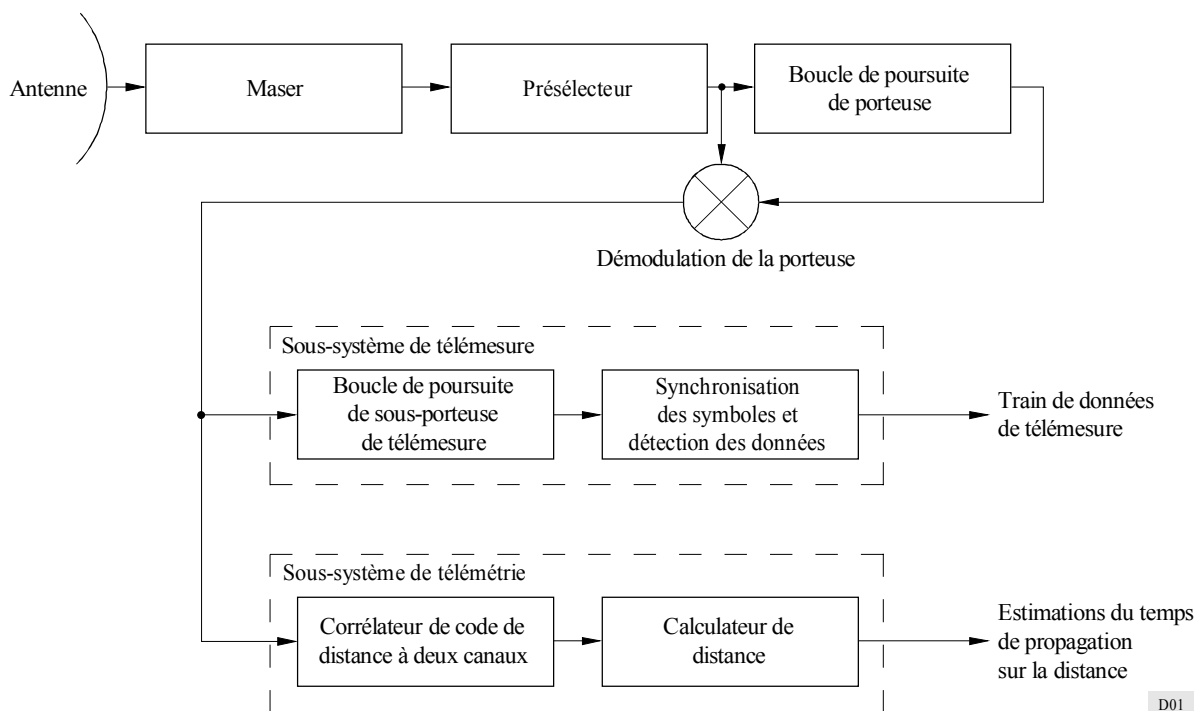 Antenne
Maser
Présélecteur
Boucle de poursuite
de porteuse
Démodulation de la porteuse
Sous-système de télémesure
Boucle de poursuite
de sous-porteuse
de télémesure
Synchronisation
des symboles et
détection des données
Train de données
de télémesure
Sous-système de télémétrie
Corrélateur de code de
distance à deux canaux
Calculateur de
distance
Estimations du temps
de propagation
sur la distance
D01